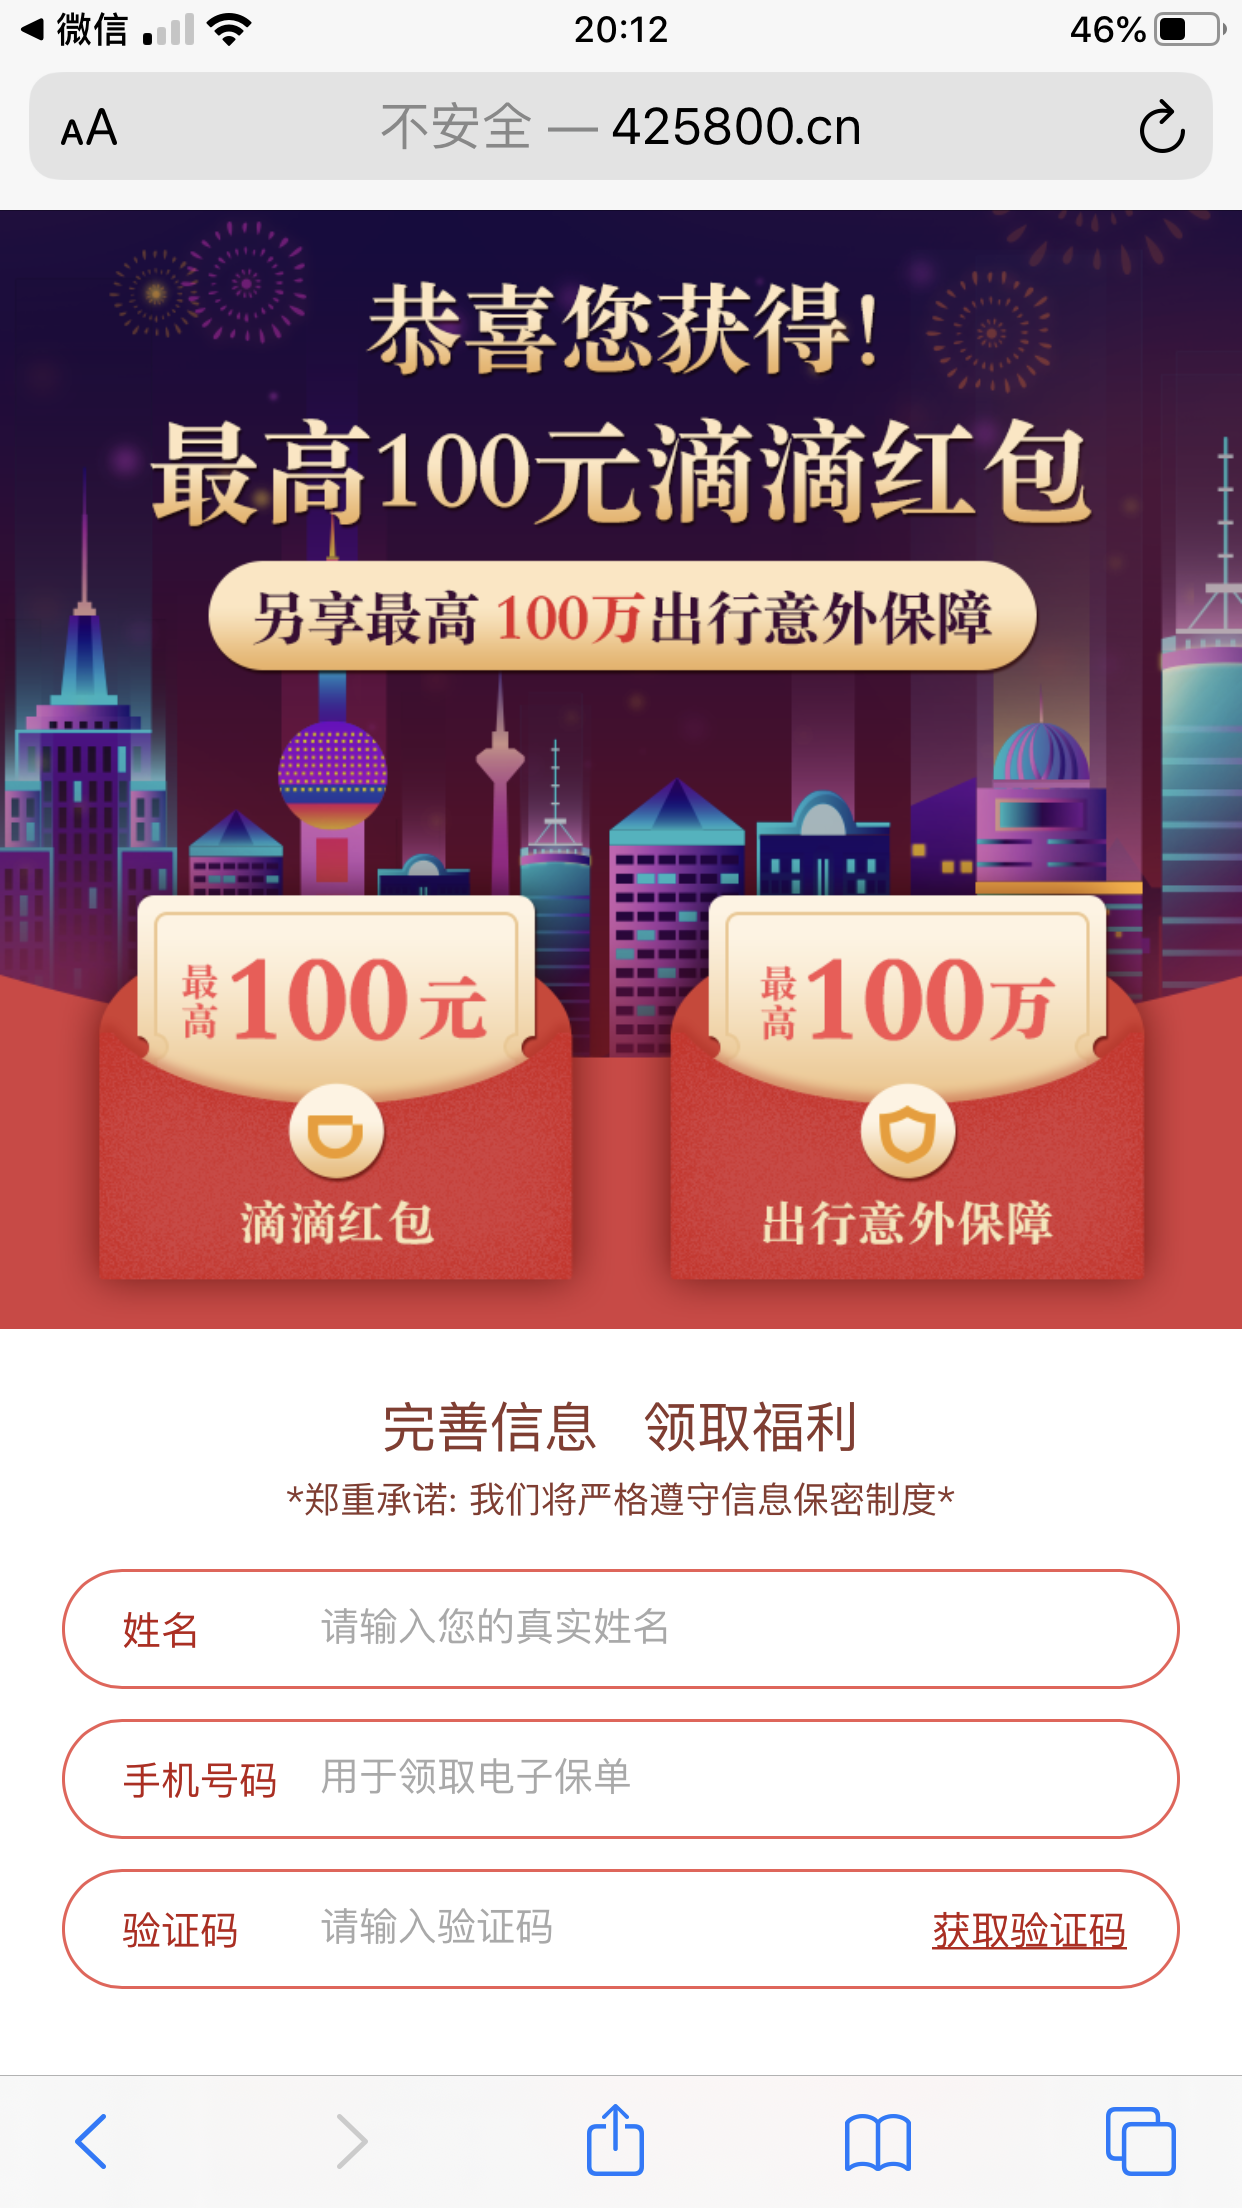 微信
20:12
46%
AA
不安全 — 425800.cn
恭喜您获得!
最高100元滴滴红包
另享最高 100万出行意外保障
最高100元
最高100万
滴滴红包
出行意外保障
完善信息 领取福利
*郑重承诺: 我们将严格遵守信息保密制度*
姓名 请输入您的真实姓名
手机号码 用于领取电子保单
验证码 请输入验证码 获取验证码